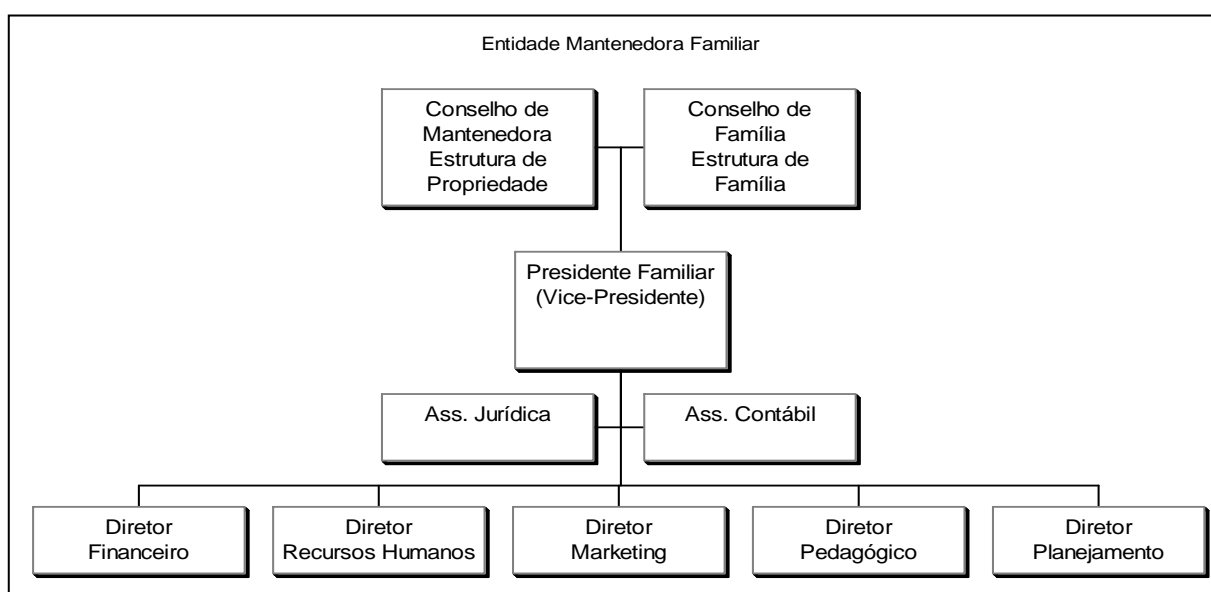 Entidade Mantenedora Familiar
Conselho de
Mantenedora
Estrutura de
Propriedade
Conselho de
Família
Estrutura de
Família
Presidente Familiar
(Vice-Presidente)
Ass. Jurídica
Ass. Contábil
Diretor
Financeiro
Diretor
Recursos Humanos
Diretor
Marketing
Diretor
Pedagógico
Diretor
Planejamento